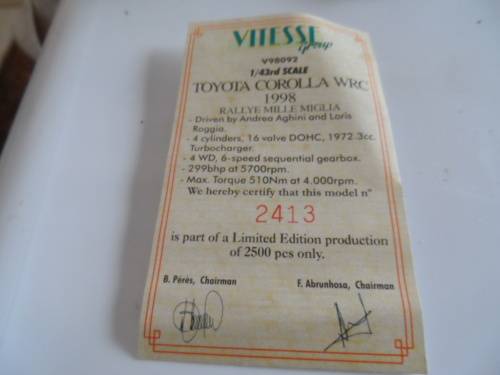 VITESSE
Group
V98092
1/43rd SCALE
TOYOTA COROLLA WRC
1998
RALLYE MILLE MIGLIA
- Driven by Andrea Aghini and Loris
Roggia.
- 4 cylinders, 16 valve DOHC, 1972.3cc.
Turbocharger.
- 4 WD, 6-speed sequential gearbox.
- 299bhp at 5700rpm.
- Max. Torque 510Nm at 4.000rpm.
We hereby certify that this model n°
2413
is part of a Limited Edition production
of 2500 pcs only.
B. Pérès, Chairman F. Abrunhosa, Chairman